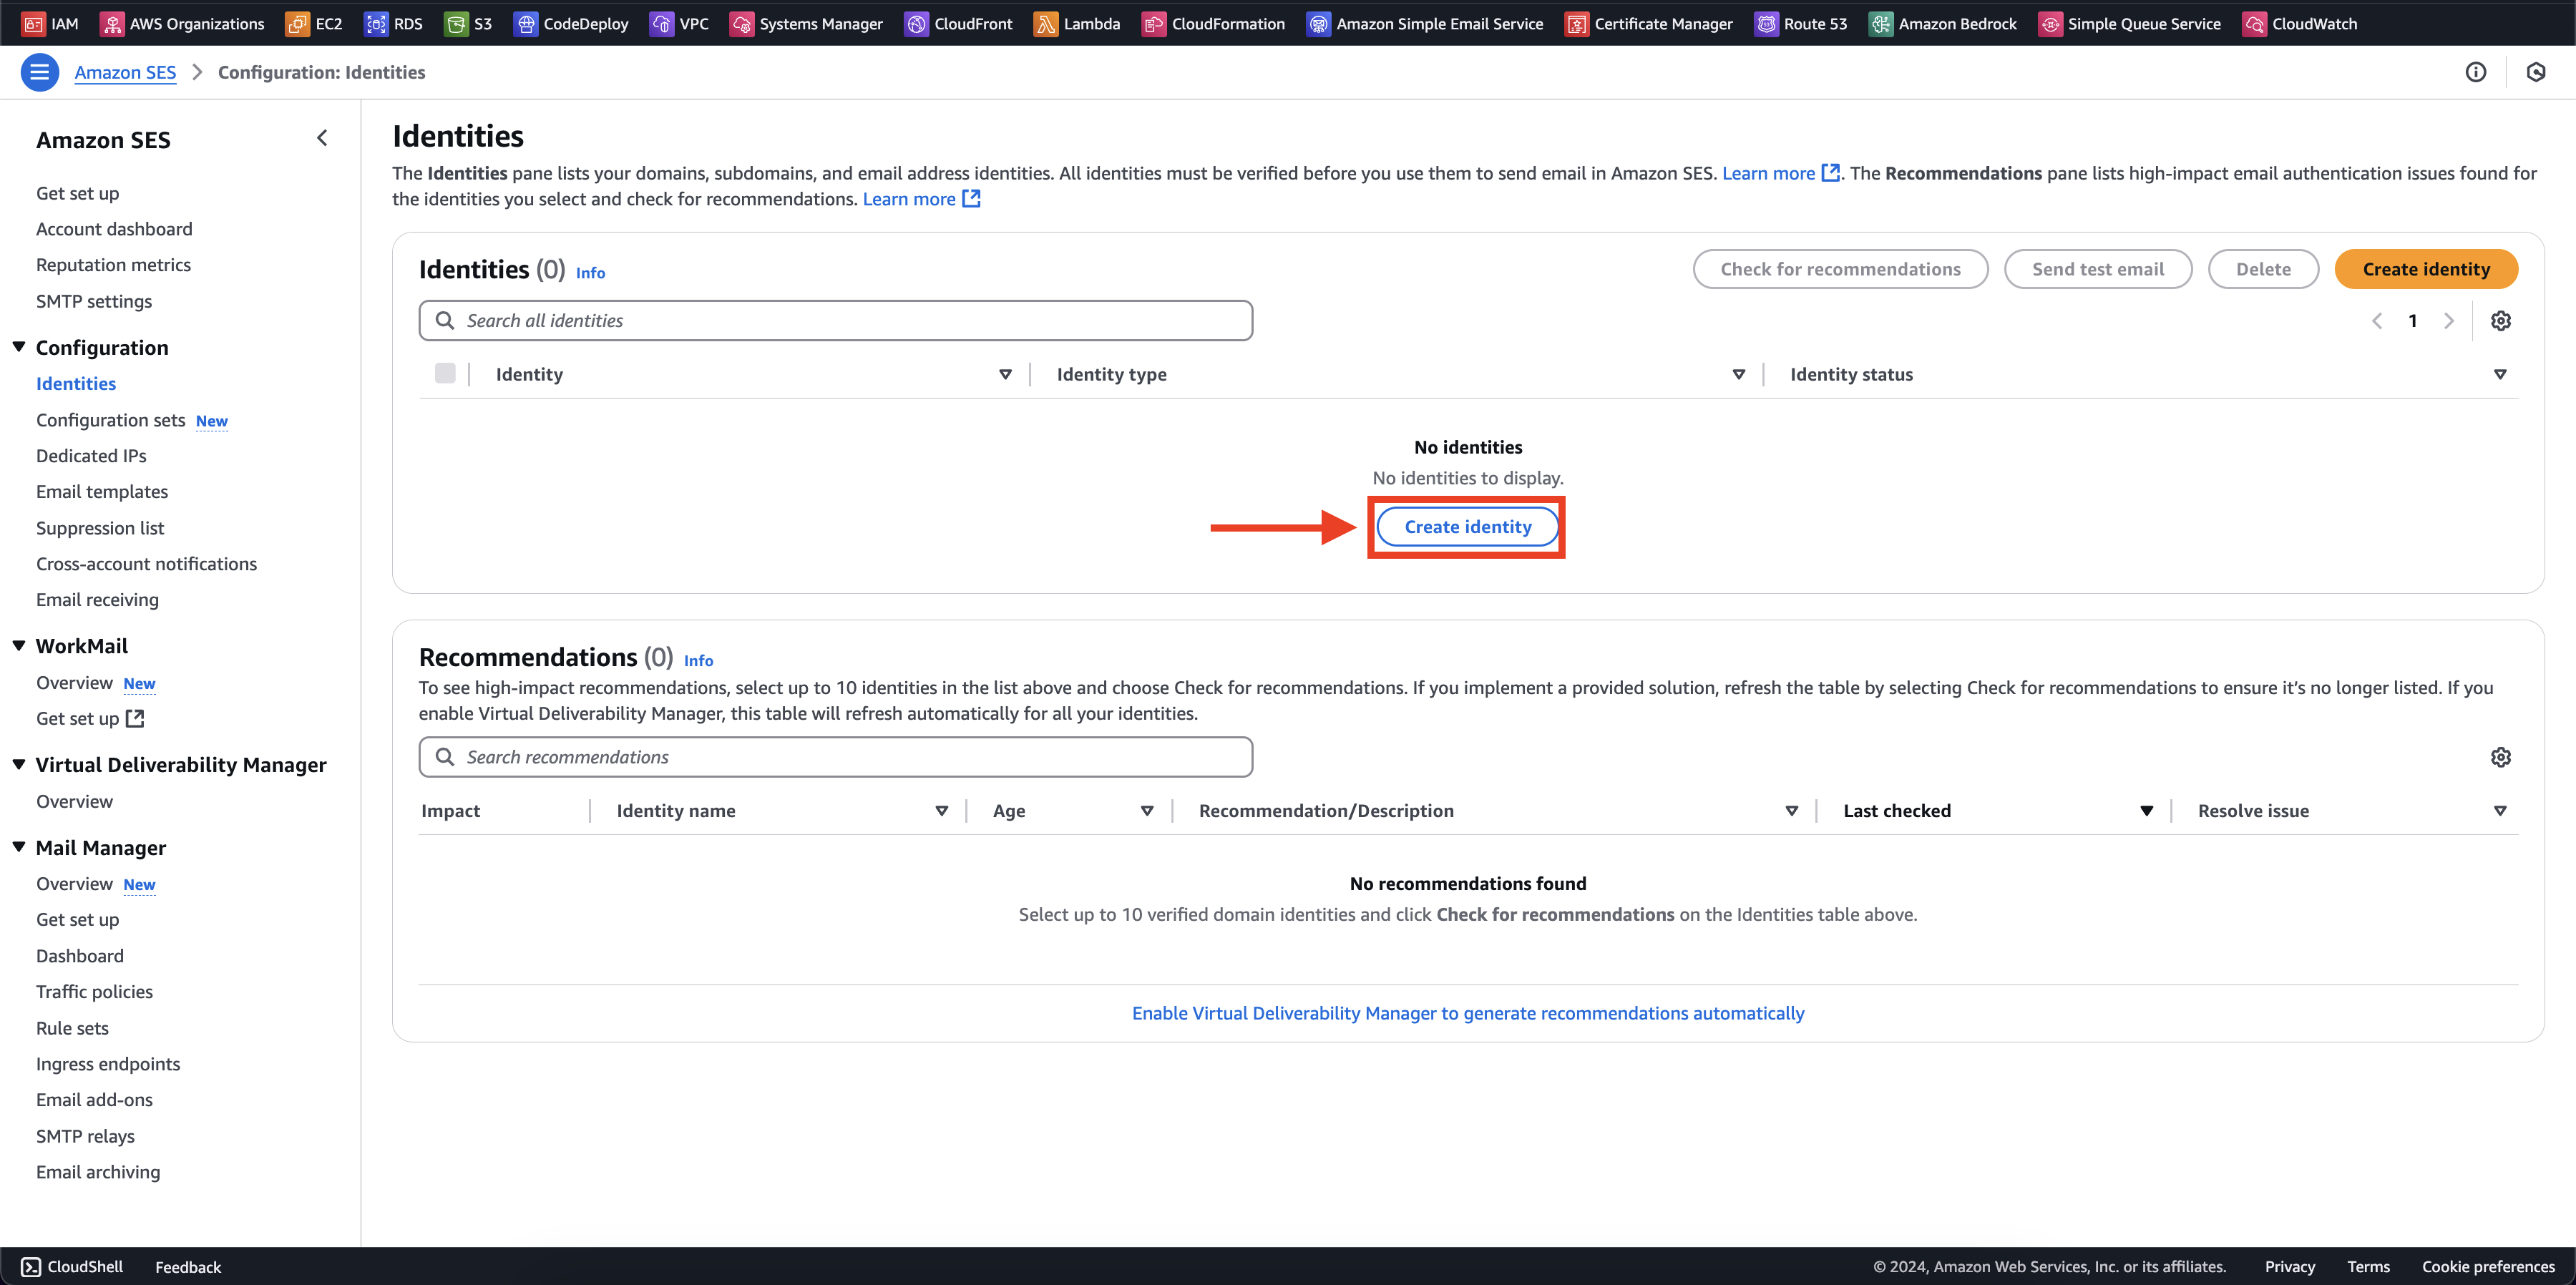 IAM AWS Organizations EC2 RDS S3 CodeDeploy VPC Systems Manager CloudFront Lambda CloudFormation Amazon Simple Email Service Certificate Manager Route 53 Amazon Bedrock Simple Queue Service CloudWatch
Amazon SES > Configuration: Identities
Amazon SES
Get set up
Account dashboard
Reputation metrics
SMTP settings
Configuration
Identities
Configuration sets New
Dedicated IPs
Email templates
Suppression list
Cross-account notifications
Email receiving
WorkMail
Overview New
Get set up
Virtual Deliverability Manager
Overview
Mail Manager
Overview New
Get set up
Dashboard
Traffic policies
Rule sets
Ingress endpoints
Email add-ons
SMTP relays
Email archiving
Identities
The Identities pane lists your domains, subdomains, and email address identities. All identities must be verified before you use them to send email in Amazon SES. Learn more . The Recommendations pane lists high-impact email authentication issues found for
the identities you select and check for recommendations. Learn more
Identities (0) Info
Check for recommendations Send test email Delete Create identity
Search all identities
1
Identity Identity type Identity status
No identities
No identities to display.
Create identity
Recommendations (0) Info
To see high-impact recommendations, select up to 10 identities in the list above and choose Check for recommendations. If you implement a provided solution, refresh the table by selecting Check for recommendations to ensure it's no longer listed. If you
enable Virtual Deliverability Manager, this table will refresh automatically for all your identities.
Search recommendations
Impact Identity name Age Recommendation/Description Last checked Resolve issue
No recommendations found
Select up to 10 verified domain identities and click Check for recommendations on the Identities table above.
Enable Virtual Deliverability Manager to generate recommendations automatically
CloudShell Feedback © 2024, Amazon Web Services, Inc. or its affiliates. Privacy Terms Cookie preferences